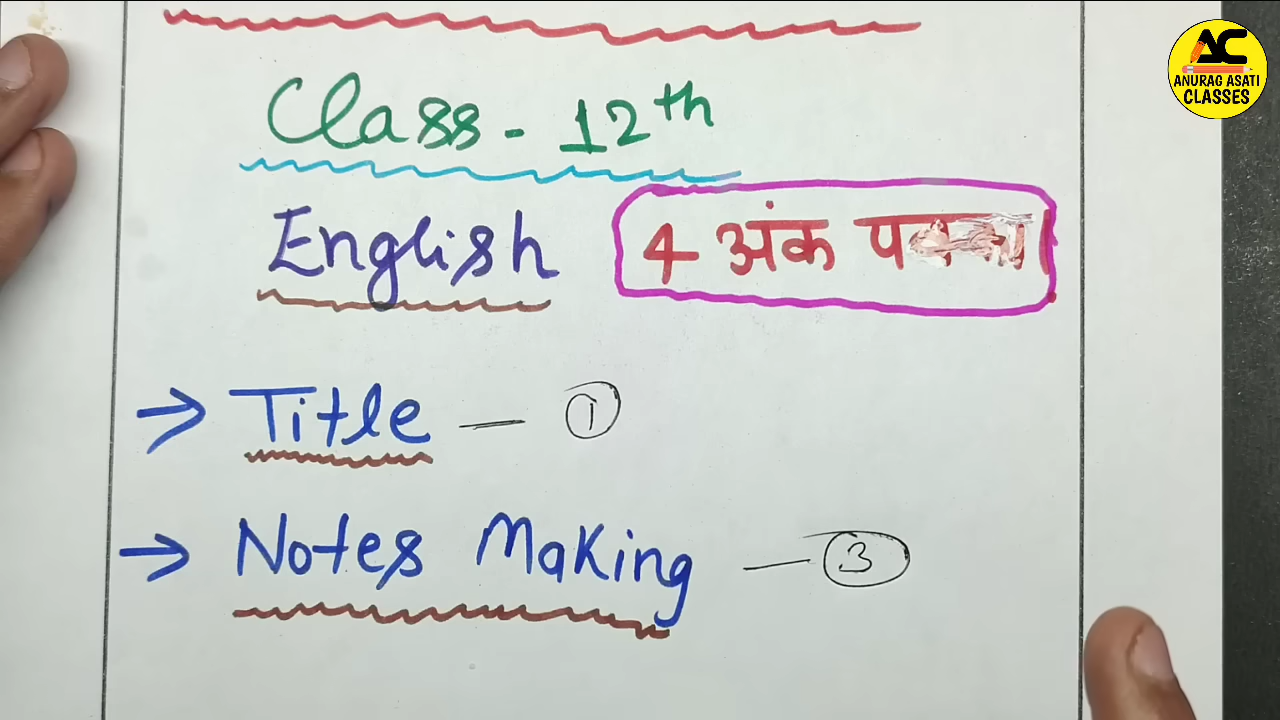 AC
ANURAG ASATI
CLASSES
Class - 12th
English
4 अंक
→ Title — 1
→ Notes Making — 3